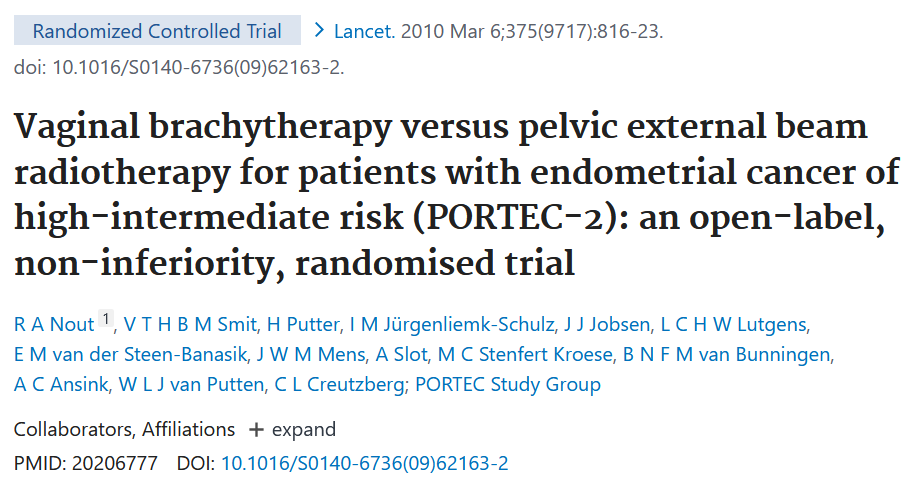 Randomized Controlled Trial > Lancet. 2010 Mar 6;375(9717):816-23.
doi: 10.1016/S0140-6736(09)62163-2.
Vaginal brachytherapy versus pelvic external beam
radiotherapy for patients with endometrial cancer of
high-intermediate risk (PORTEC-2): an open-label,
non-inferiority, randomised trial
R A Nout 1, V T H B M Smit, H Putter, I M Jürgenliemk-Schulz, J J Jobsen, L C H W Lutgens,
E M van der Steen-Banasik, J W M Mens, A Slot, M C Stenfert Kroese, B N F M van Bunningen,
A C Ansink, W L J van Putten, C L Creutzberg; PORTEC Study Group
Collaborators, Affiliations + expand
PMID: 20206777 DOI: 10.1016/S0140-6736(09)62163-2